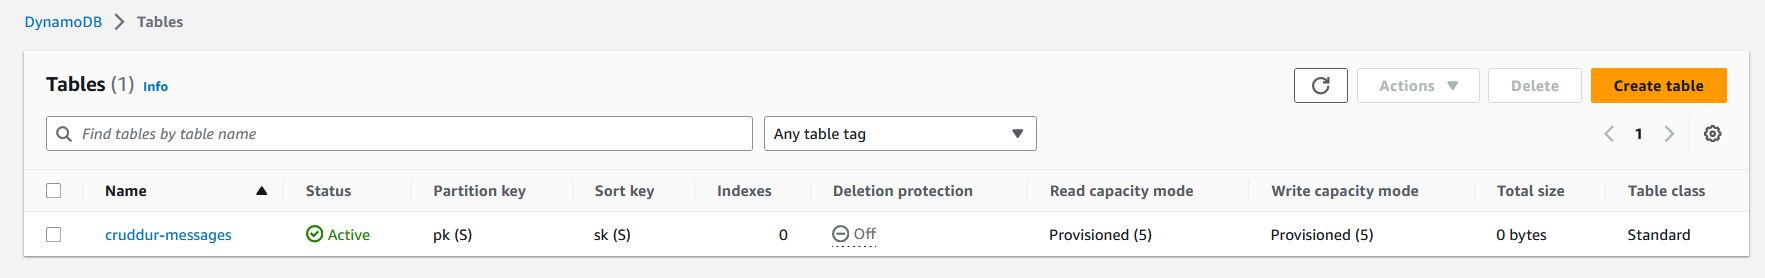 DynamoDB > Tables
Tables (1) Info
Actions Delete Create table
Find tables by table name Any table tag 1
Name Status Partition key Sort key Indexes Deletion protection Read capacity mode Write capacity mode Total size Table class
cruddur-messages Active pk (S) sk (S) 0 Off Provisioned (5) Provisioned (5) 0 bytes Standard